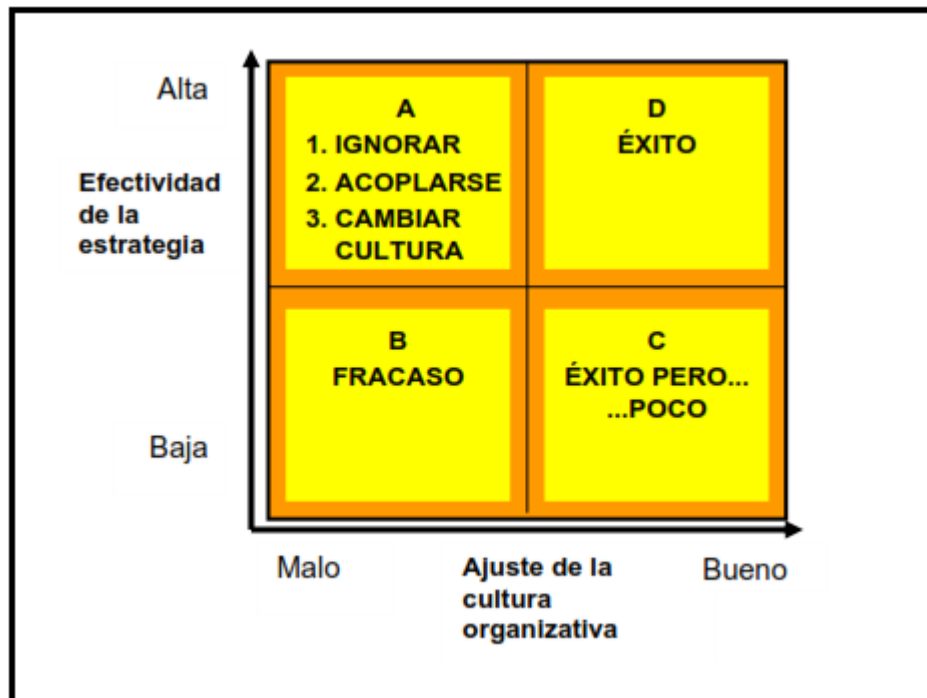 Alta
Efectividad
de la
estrategia
Baja
A
1. IGNORAR
2. ACOPLARSE
3. CAMBIAR
CULTURA
D
ÉXITO
B
FRACASO
C
ÉXITO PERO...
...POCO
Malo
Ajuste de la
cultura
organizativa
Bueno